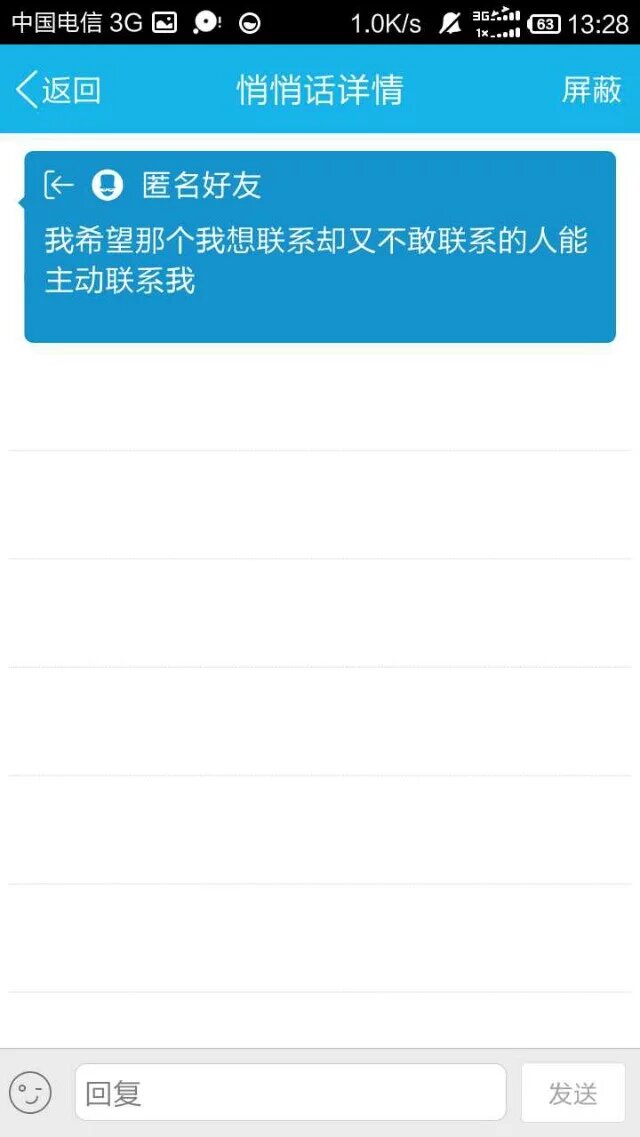 中国电信 3G 1.0K/s 3G 1x 63 13:28
返回 悄悄话详情 屏蔽
匿名好友
我希望那个我想联系却又不敢联系的人能
主动联系我
回复 发送